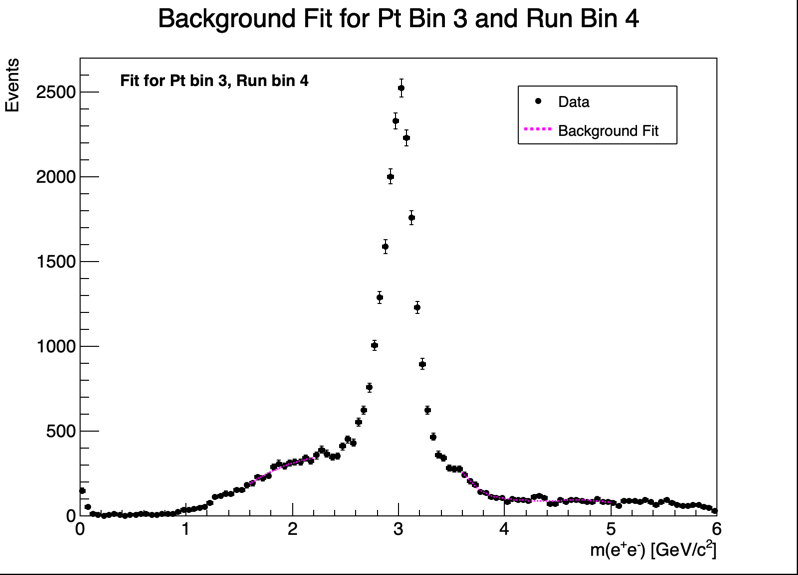 Background Fit for Pt Bin 3 and Run Bin 4
Events
Fit for Pt bin 3, Run bin 4
Data
Background Fit
2500
2000
1500
1000
500
0
0 1 2 3 4 5 6
m(e⁺e⁻) [GeV/c²]